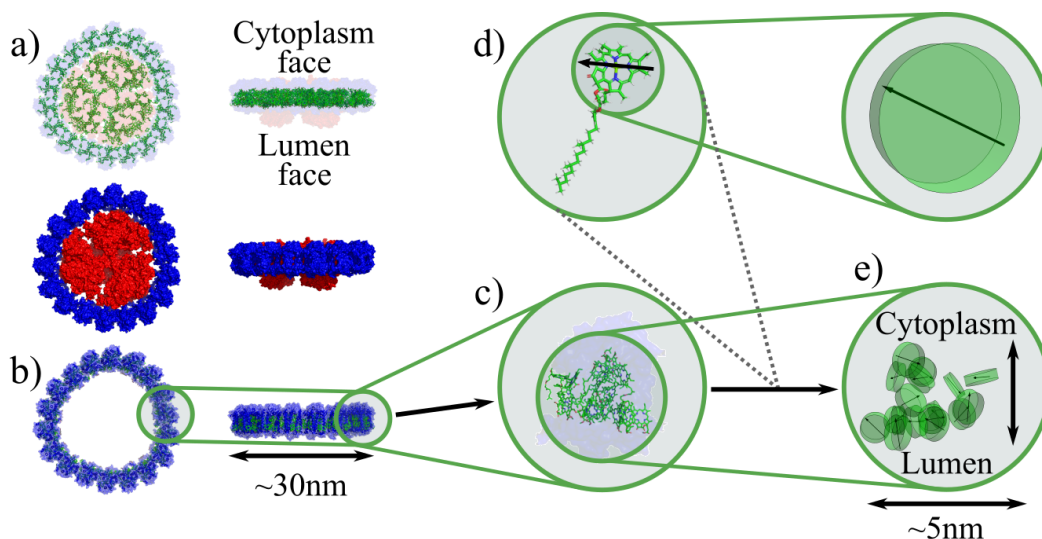 a)
Cytoplasm
face
Lumen
face
b)
~30nm
c)
d)
e)
Cytoplasm
Lumen
~5nm